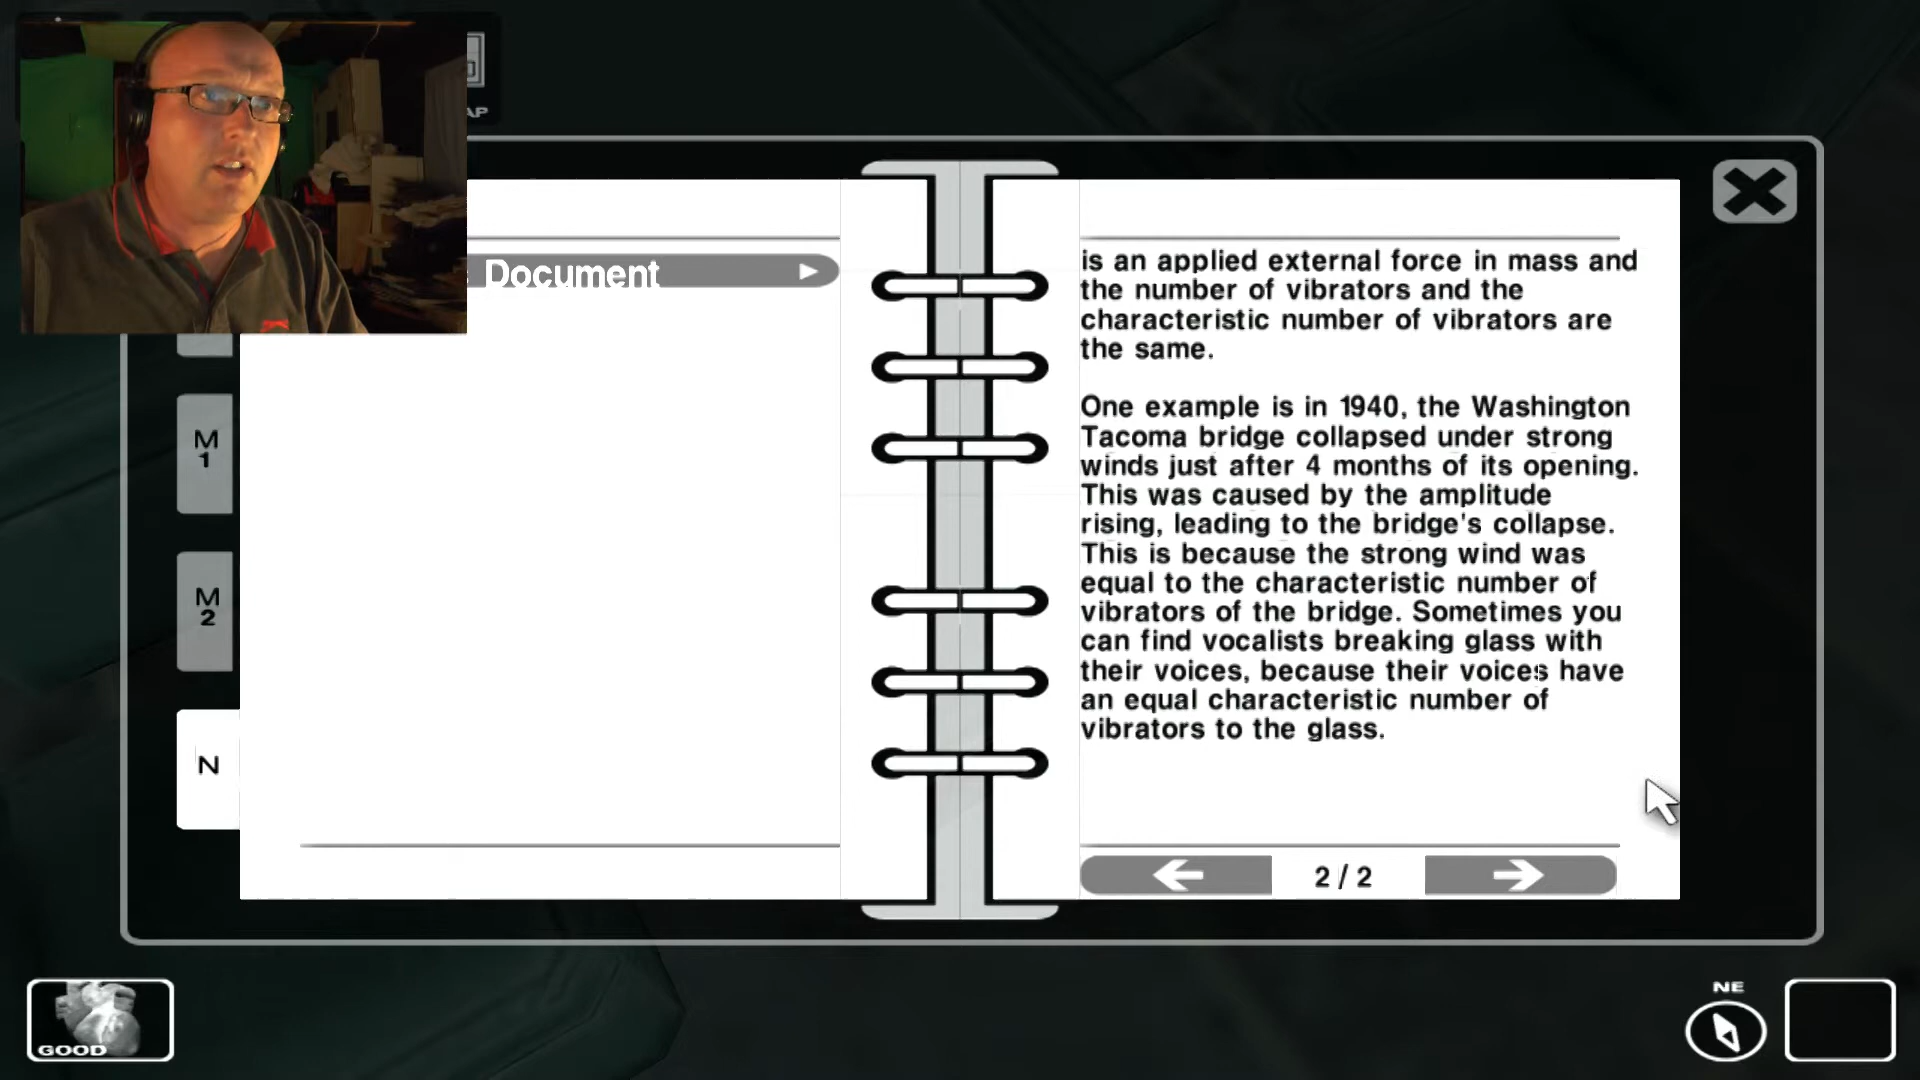 AP
Document
M
1
M
2
N
is an applied external force in mass and
the number of vibrators and the
characteristic number of vibrators are
the same.
One example is in 1940, the Washington
Tacoma bridge collapsed under strong
winds just after 4 months of its opening.
This was caused by the amplitude
rising, leading to the bridge's collapse.
This is because the strong wind was
equal to the characteristic number of
vibrators of the bridge. Sometimes you
can find vocalists breaking glass with
their voices, because their voices have
an equal characteristic number of
vibrators to the glass.
2 / 2
GOOD
NE